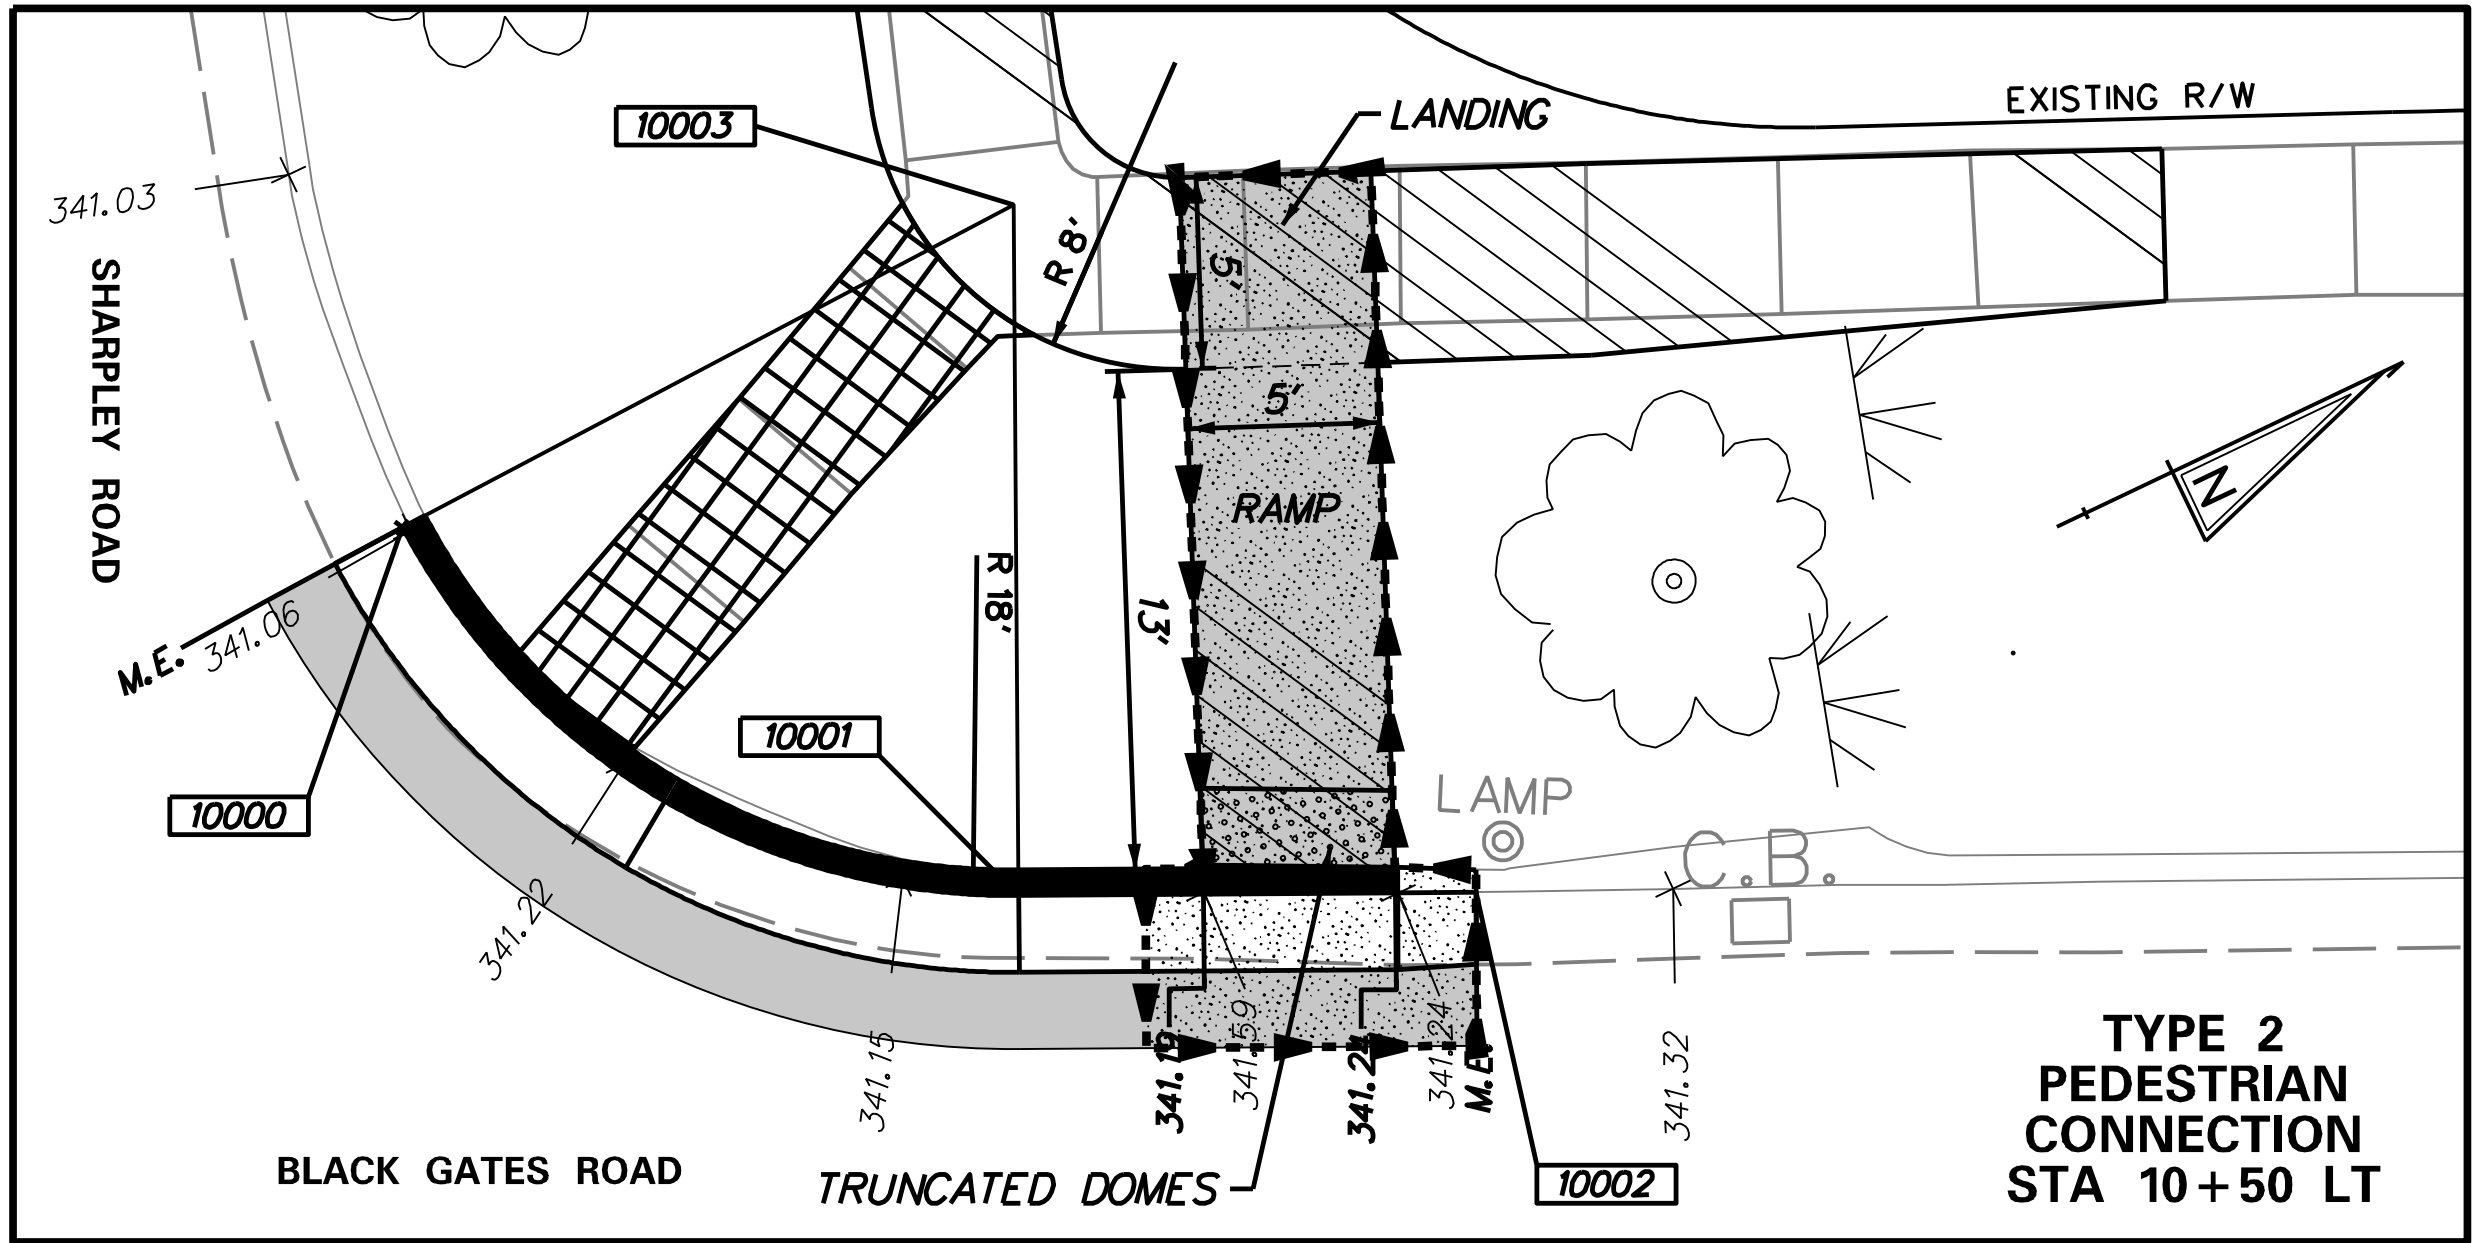 EXISTING R/W
LANDING
10003
341.03
R 8'
5'
SHARPLEY ROAD
5'
RAMP
N
R 18'
13'
M.E.
341.06
10001
LAMP
10000
C.B.
341.22
341.15
341.19
341.59
341.24
341.24
M.E.
341.32
TYPE 2
PEDESTRIAN
CONNECTION
STA 10+50 LT
BLACK GATES ROAD
TRUNCATED DOMES
10002